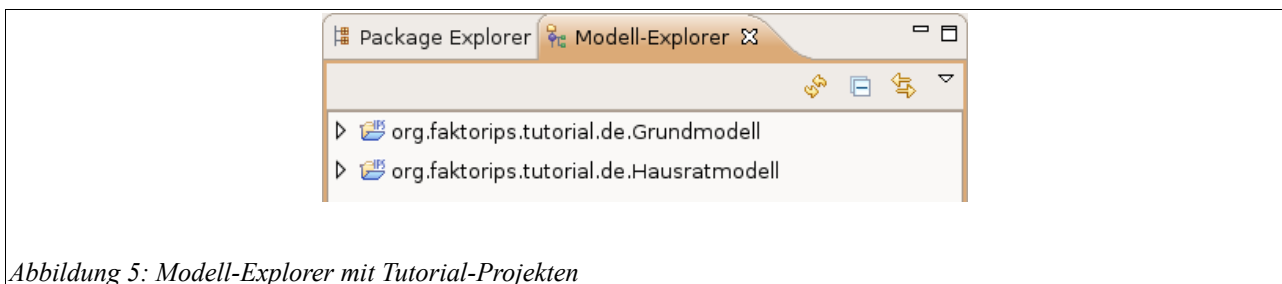 Package Explorer Modell-Explorer
org.faktorips.tutorial.de.Grundmodell
org.faktorips.tutorial.de.Hausratmodell
Abbildung 5: Modell-Explorer mit Tutorial-Projekten